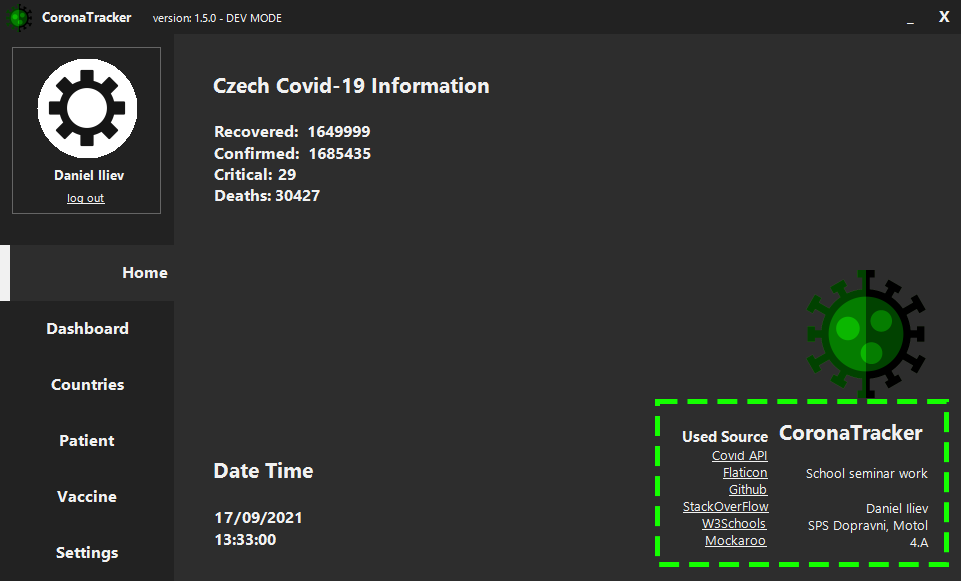 CoronaTracker version: 1.5.0 - DEV MODE _ X
Daniel Iliev
log out
Home
Dashboard
Countries
Patient
Vaccine
Settings
Czech Covid-19 Information
Recovered: 1649999
Confirmed: 1685435
Critical: 29
Deaths: 30427
Date Time
17/09/2021
13:33:00
Used Source
Covid API
Flaticon
Github
StackOverFlow
W3Schools
Mockaroo
CoronaTracker
School seminar work
Daniel Iliev
SPS Dopravni, Motol
4.A